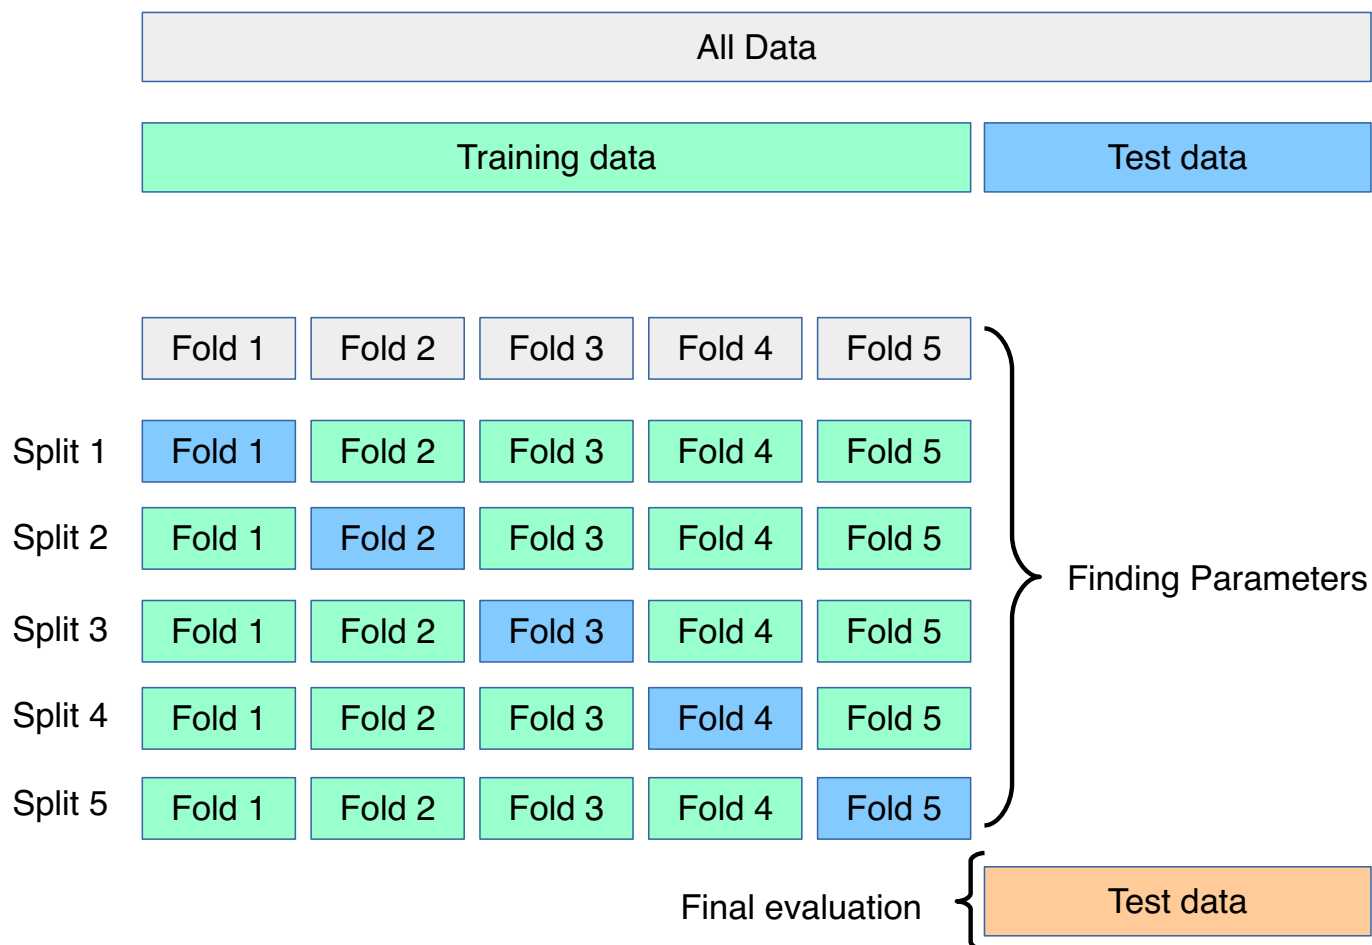 All Data
Training data Test data
Fold 1 Fold 2 Fold 3 Fold 4 Fold 5
Split 1 Fold 1 Fold 2 Fold 3 Fold 4 Fold 5
Split 2 Fold 1 Fold 2 Fold 3 Fold 4 Fold 5
Finding Parameters
Split 3 Fold 1 Fold 2 Fold 3 Fold 4 Fold 5
Split 4 Fold 1 Fold 2 Fold 3 Fold 4 Fold 5
Split 5 Fold 1 Fold 2 Fold 3 Fold 4 Fold 5
Final evaluation Test data